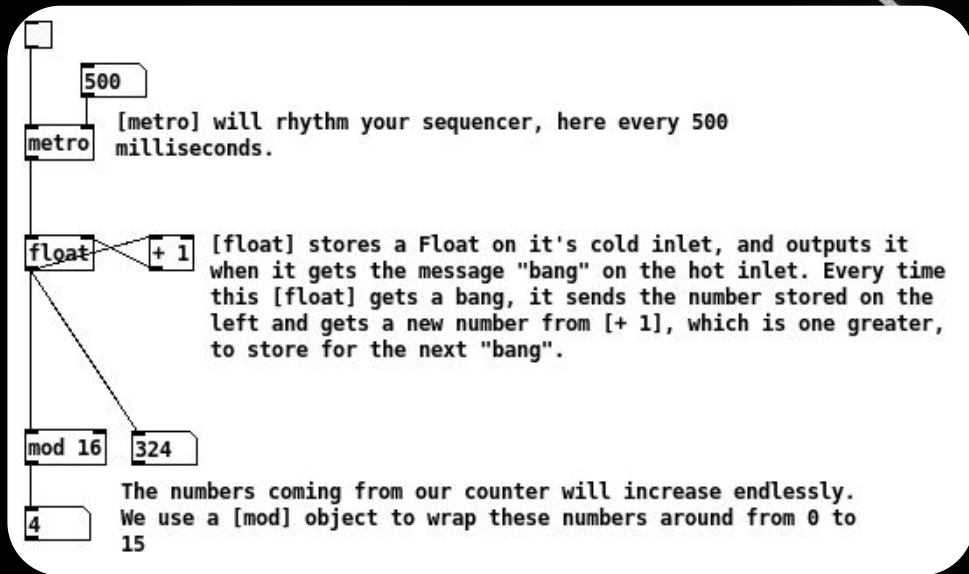 500
[metro] will rhythm your sequencer, here every 500
milliseconds.
metro
float
+ 1
[float] stores a Float on it's cold inlet, and outputs it
when it gets the message "bang" on the hot inlet. Every time
this [float] gets a bang, it sends the number stored on the
left and gets a new number from [+ 1], which is one greater,
to store for the next "bang".
mod 16
324
The numbers coming from our counter will increase endlessly.
We use a [mod] object to wrap these numbers around from 0 to
15
4